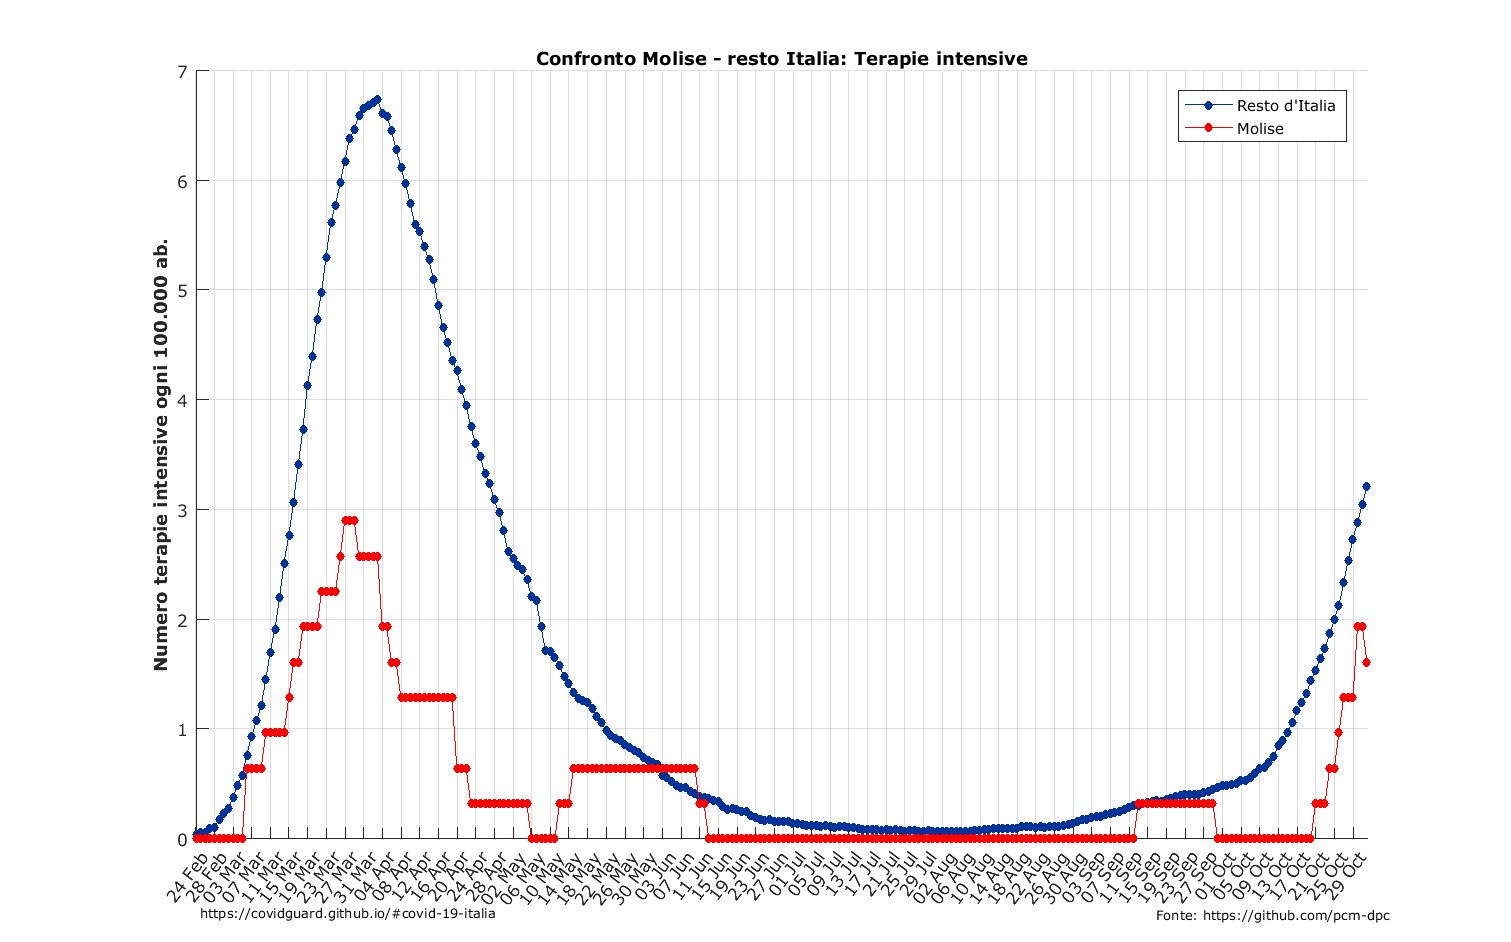 Confronto Molise - resto Italia: Terapie intensive
Numero terapie intensive ogni 100.000 ab.
7
6
5
4
3
2
1
0
Resto d'Italia
Molise
24 Feb
28 Feb
03 Mar
07 Mar
11 Mar
15 Mar
19 Mar
23 Mar
27 Mar
31 Mar
04 Apr
08 Apr
12 Apr
16 Apr
20 Apr
24 Apr
28 Apr
02 May
06 May
10 May
14 May
18 May
22 May
26 May
30 May
03 Jun
07 Jun
11 Jun
15 Jun
19 Jun
23 Jun
27 Jun
01 Jul
05 Jul
09 Jul
13 Jul
17 Jul
21 Jul
25 Jul
29 Jul
02 Aug
06 Aug
10 Aug
14 Aug
18 Aug
22 Aug
26 Aug
30 Aug
03 Sep
07 Sep
11 Sep
15 Sep
19 Sep
23 Sep
27 Sep
01 Oct
05 Oct
09 Oct
13 Oct
17 Oct
21 Oct
25 Oct
29 Oct
https://covidguard.github.io/#covid-19-italia
Fonte: https://github.com/pcm-dpc